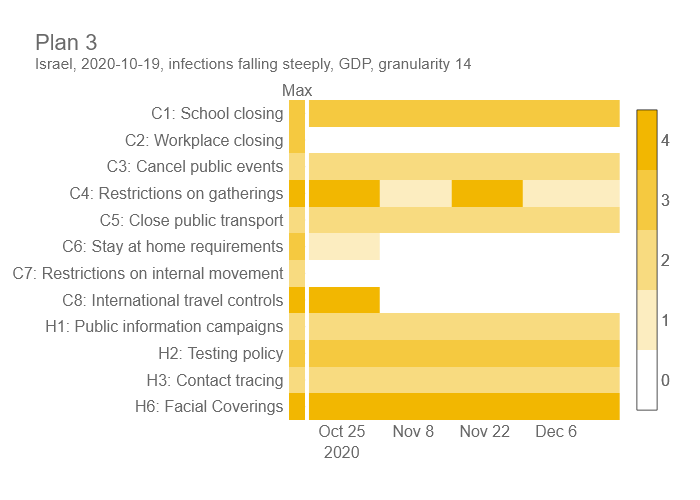 Plan 3
Israel, 2020-10-19, infections falling steeply, GDP, granularity 14
Max
C1: School closing
C2: Workplace closing
C3: Cancel public events
C4: Restrictions on gatherings
C5: Close public transport
C6: Stay at home requirements
C7: Restrictions on internal movement
C8: International travel controls
H1: Public information campaigns
H2: Testing policy
H3: Contact tracing
H6: Facial Coverings
Oct 25 Nov 8 Nov 22 Dec 6
2020
4
3
2
1
0